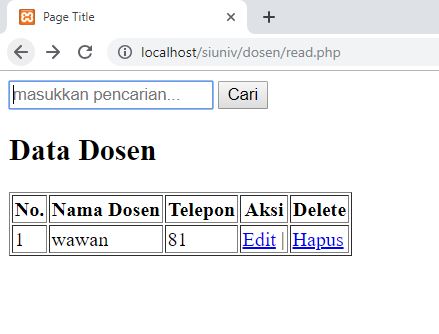 Page Title
localhost/siuniv/dosen/read.php
masukkan pencarian... Cari
Data Dosen
No. Nama Dosen Telepon Aksi Delete
1 wawan 81 Edit | Hapus